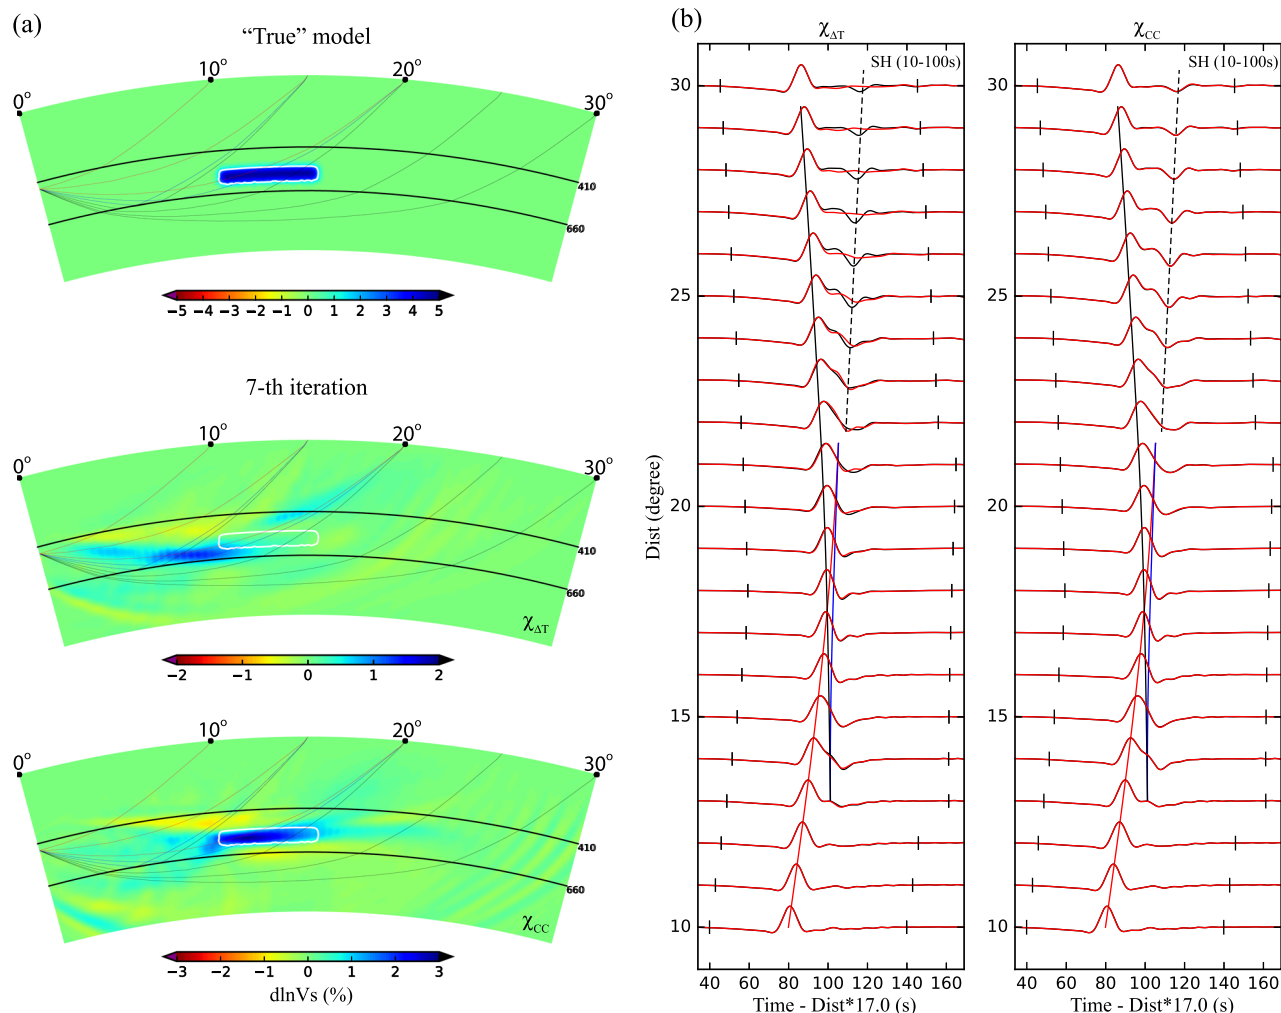 (a)
“True” model
0°
10°
20°
30°
410
660
−5 −4 −3 −2 −1 0 1 2 3 4 5
7-th iteration
0°
10°
20°
30°
410
660
χΔT
−2 −1 0 1 2
0°
10°
20°
30°
410
660
χCC
−3 −2 −1 0 1 2 3
dlnVs (%)
(b)
χΔT
SH (10-100s)
30
25
20
15
10
Dist (degree)
40 60 80 100 120 140 160
Time - Dist*17.0 (s)
χCC
SH (10-100s)
30
25
20
15
10
40 60 80 100 120 140 160
Time - Dist*17.0 (s)